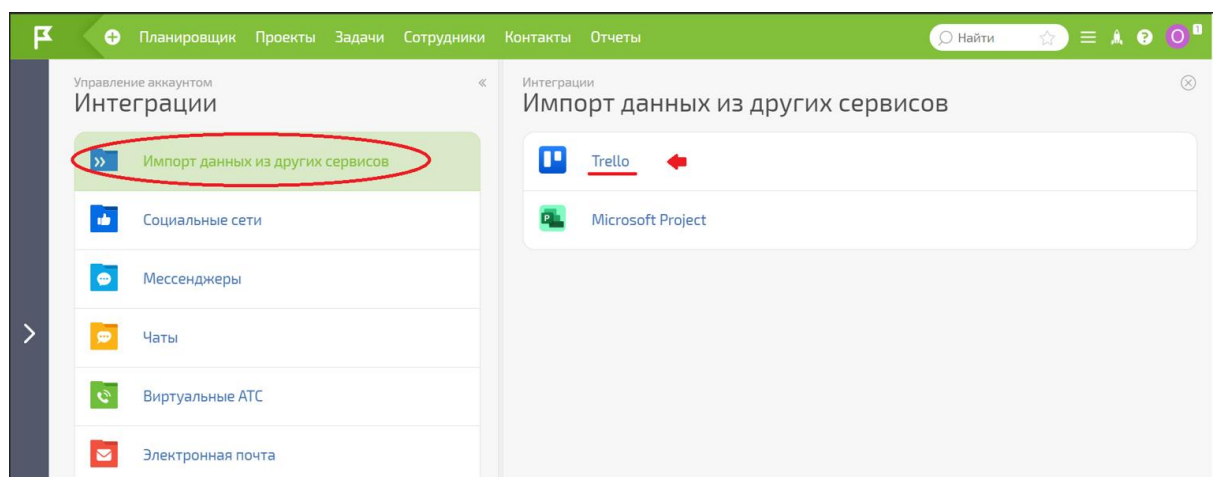 Планировщик Проекты Задачи Сотрудники Контакты Отчеты Найти ? О 1
Управление аккаунтом
Интеграции
Импорт данных из других сервисов
Социальные сети
Мессенджеры
Чаты
Виртуальные АТС
Электронная почта
Интеграции
Импорт данных из других сервисов
Trello
Microsoft Project